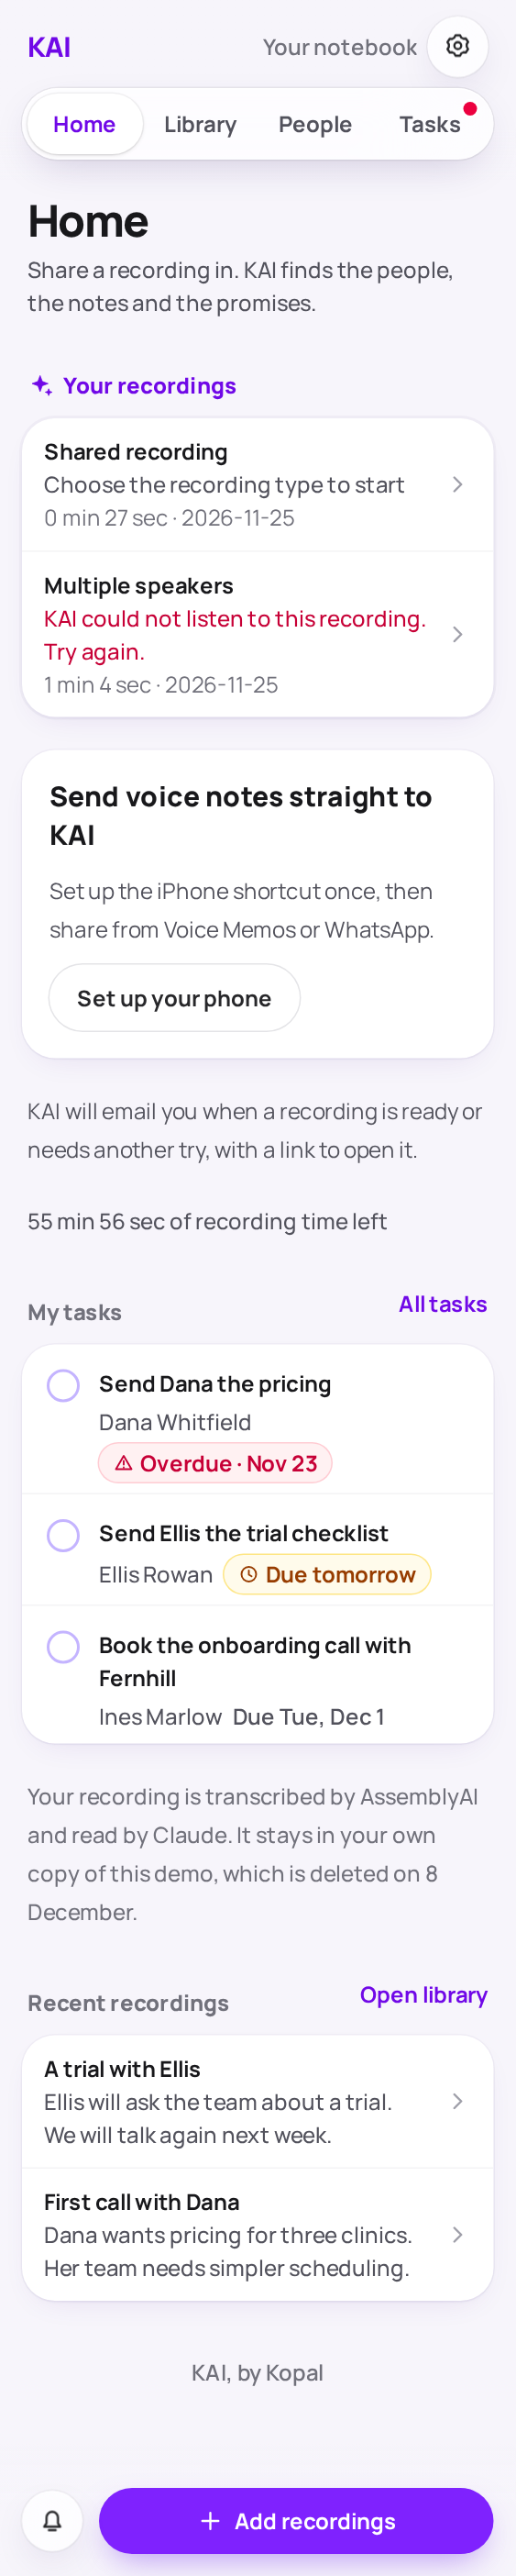 KAI
Your notebook
Home
Library
People
Tasks
Home
Share a recording in. KAI finds the people,
the notes and the promises.
Your recordings
Shared recording
Choose the recording type to start
0 min 27 sec · 2026-11-25
Multiple speakers
KAI could not listen to this recording.
Try again.
1 min 4 sec · 2026-11-25
Send voice notes straight to
KAI
Set up the iPhone shortcut once, then
share from Voice Memos or WhatsApp.
Set up your phone
KAI will email you when a recording is ready or
needs another try, with a link to open it.
55 min 56 sec of recording time left
My tasks
All tasks
Send Dana the pricing
Dana Whitfield
Overdue · Nov 23
Send Ellis the trial checklist
Ellis Rowan
Due tomorrow
Book the onboarding call with
Fernhill
Ines Marlow Due Tue, Dec 1
Your recording is transcribed by AssemblyAI
and read by Claude. It stays in your own
copy of this demo, which is deleted on 8
December.
Recent recordings
Open library
A trial with Ellis
Ellis will ask the team about a trial.
We will talk again next week.
First call with Dana
Dana wants pricing for three clinics.
Her team needs simpler scheduling.
KAI, by Kopal
Add recordings